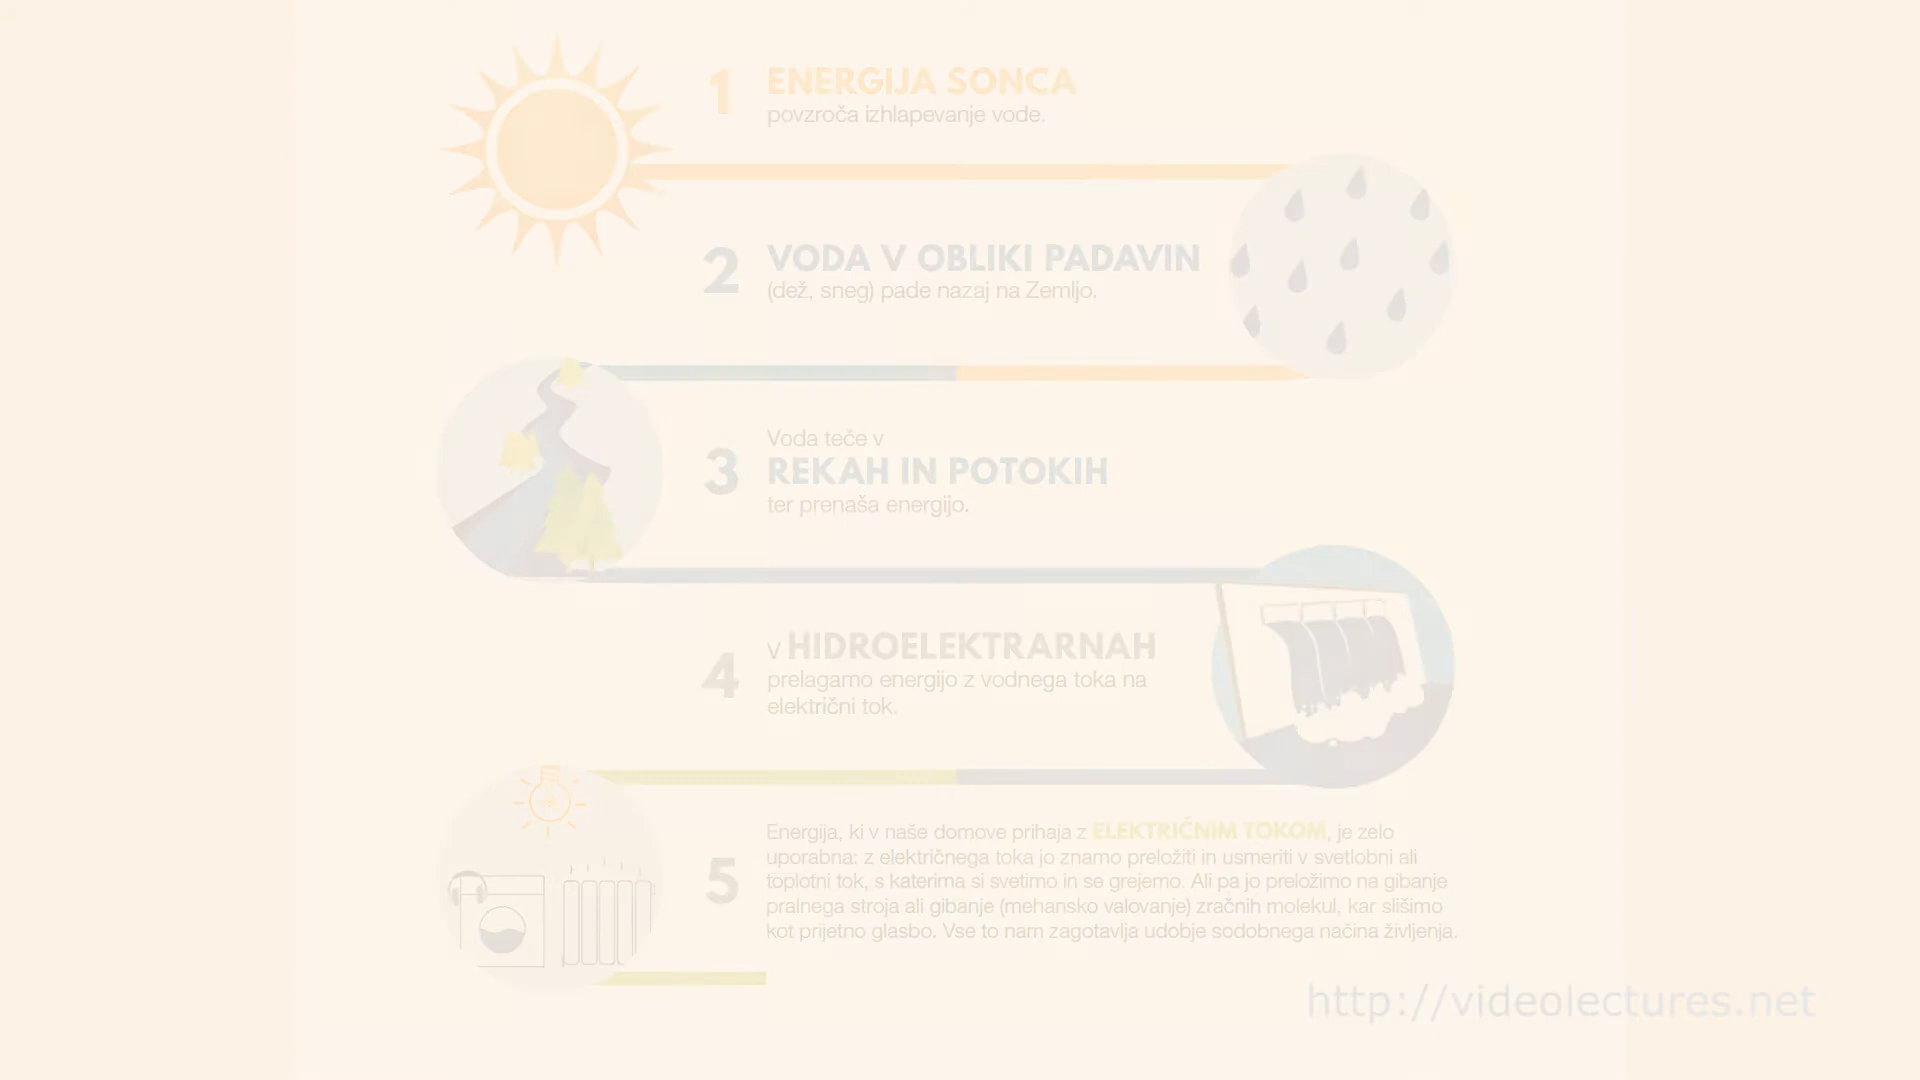 1 ENERGIJA SONCA
povzroča izhlapevanje vode.
2 VODA V OBLIKI PADAVIN
(dež, sneg) pade nazaj na Zemljo.
Voda teče v
3 REKAH IN POTOKIH
ter prenaša energijo.
4 v HIDROELEKTRARNAH
prelagamo energijo z vodnega toka na
električni tok.
Energija, ki v naše domove prihaja z ELEKTRIČNIM TOKOM, je zelo
uporabna: z električnega toka jo znamo preložiti in usmeriti v svetlobni ali
5 toplotni tok, s katerima si svetimo in se grejemo. Ali pa jo preložimo na gibanje
pralnega stroja ali gibanje (mehansko valovanje) zračnih molekul, kar slišimo
kot prijetno glasbo. Vse to nam zagotavlja udobje sodobnega načina življenja.
http://videolectures.net